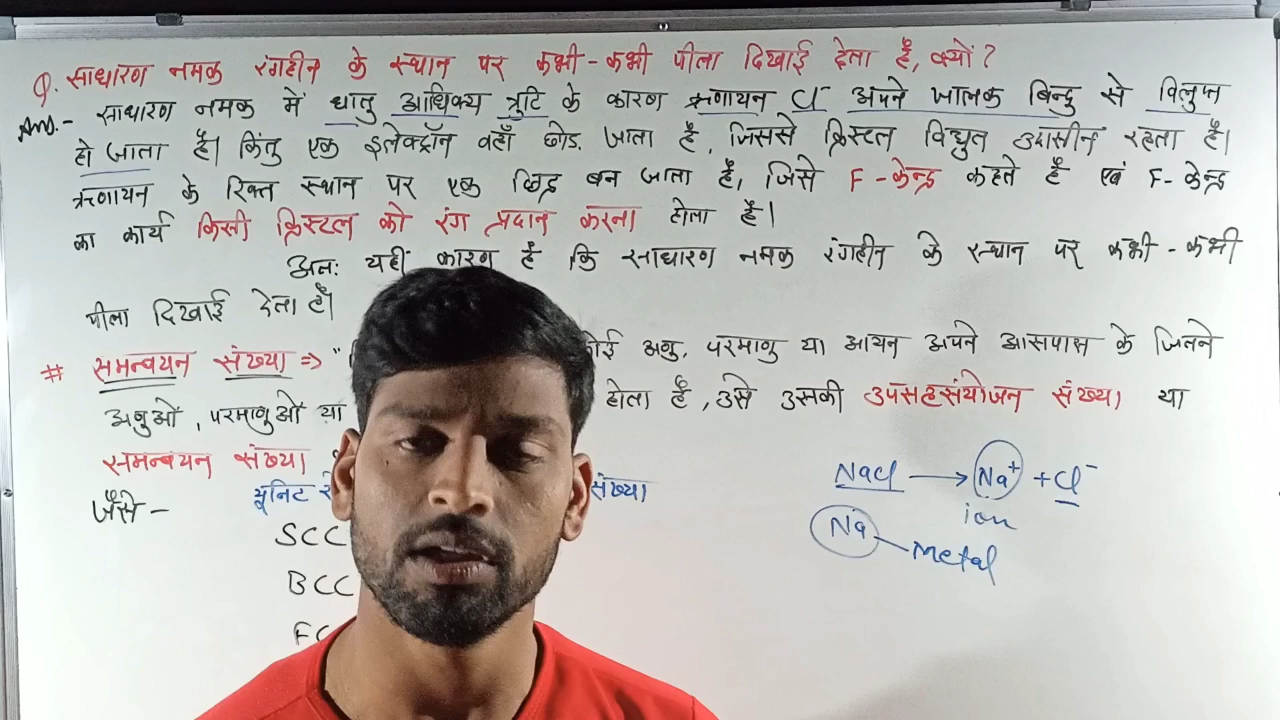 Q. साधारण नमक रंगहीन के स्थान पर कभी-कभी पीला दिखाई देता है, क्यों?
Ans.- साधारण नमक में धातु आधिक्य त्रुटि के कारण ऋणायन Cl⁻ अपने जालक बिन्दु से विलुप्त
हो जाता है। किंतु एक इलेक्ट्रॉन वहाँ छोड़ जाता है, जिससे क्रिस्टल विद्युत उदासीन रहता है।
ऋणायन के रिक्त स्थान पर एक छिद्र बन जाता है, जिसे F-केन्द्र कहते हैं एवं F-केन्द्र
का कार्य किसी क्रिस्टल को रंग प्रदान करना होता है।
अतः यही कारण है कि साधारण नमक रंगहीन के स्थान पर कभी-कभी
पीला दिखाई देता है।
# समन्वयन संख्या ⇒ " कोई अणु, परमाणु या आयन अपने आसपास के जितने
अणुओं, परमाणुओं या होता है, उसे उसकी उपसहसंयोजन संख्या या
समन्वयन संख्या
जैसे - यूनिट संख्या
SCC
BCC
FC
NaCl → Na⁺ + Cl⁻
ion
Na - Metal